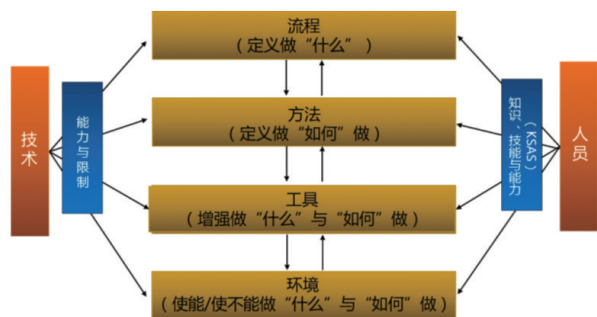 流程
（定义做“什么”）
方法
（定义做“如何”做）
工具
（增强做“什么”与“如何”做）
环境
（使能/使不能做“什么”与“如何”做）
技术
能力与限制
知识、技能与能力
（KSAS）
人员